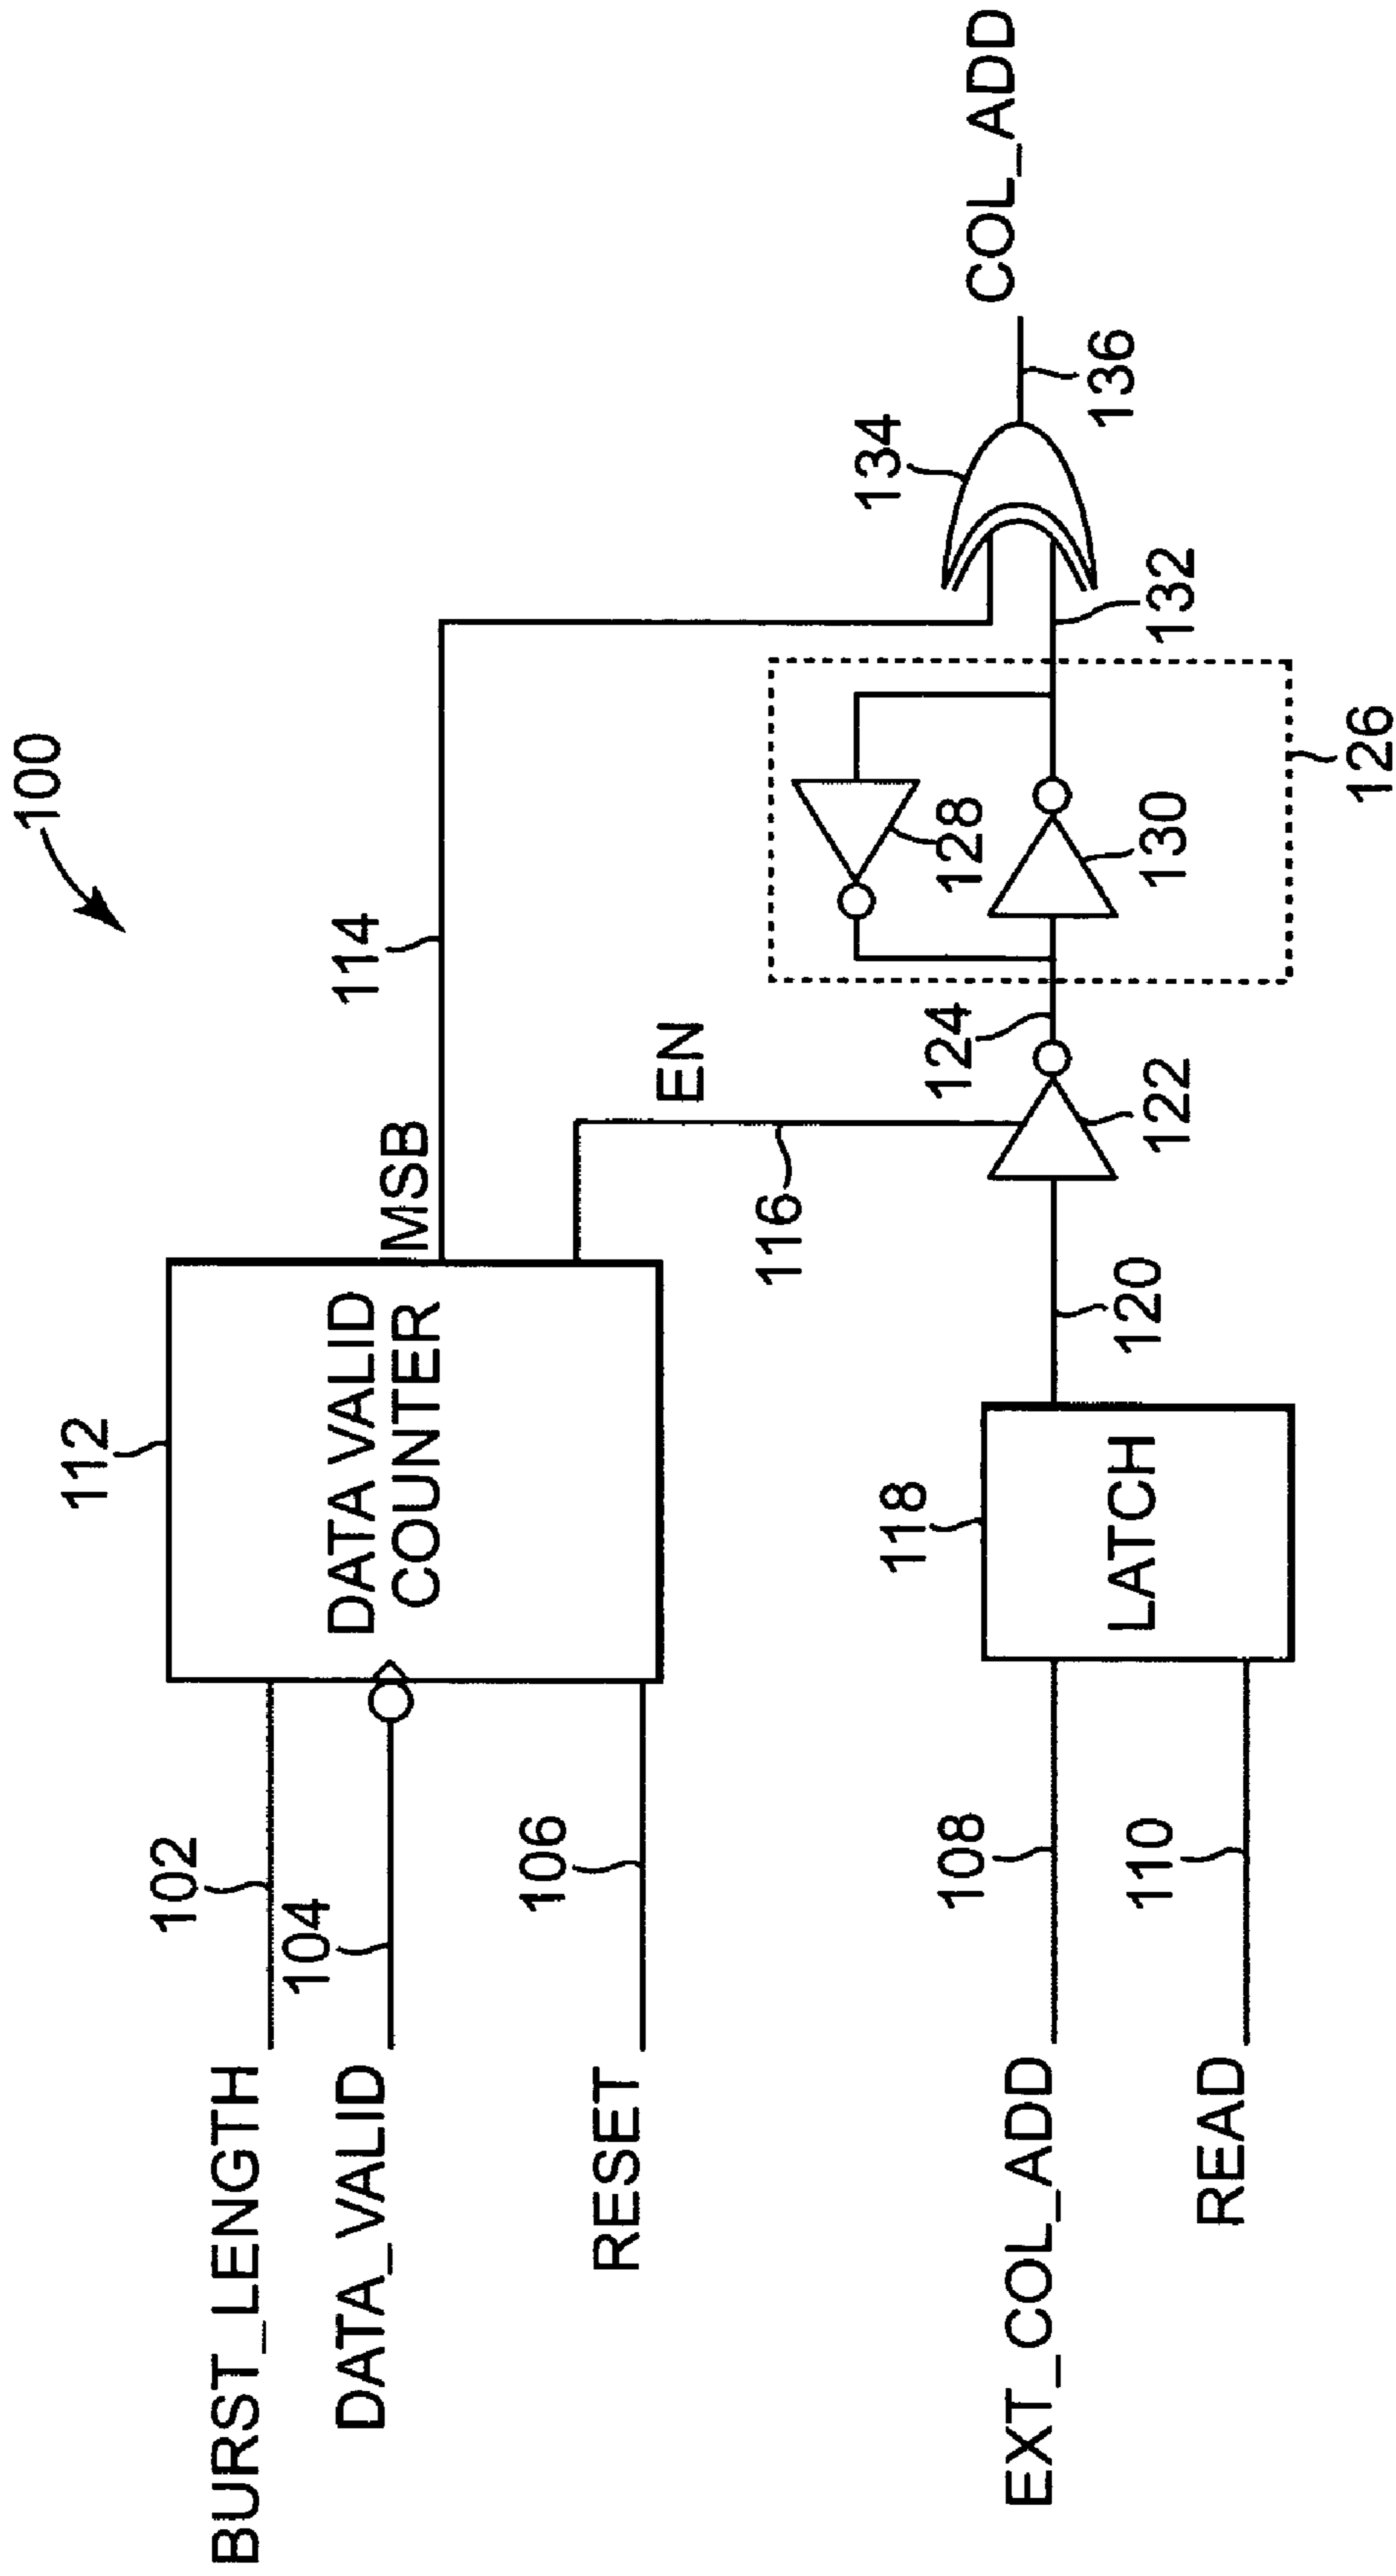 100
BURST_LENGTH
102
112
DATA VALID
COUNTER
MSB
114
DATA_VALID
104
RESET
106
EN
116
EXT_COL_ADD
108
118
LATCH
READ
110
120
122
124
128
130
126
132
134
136
COL_ADD